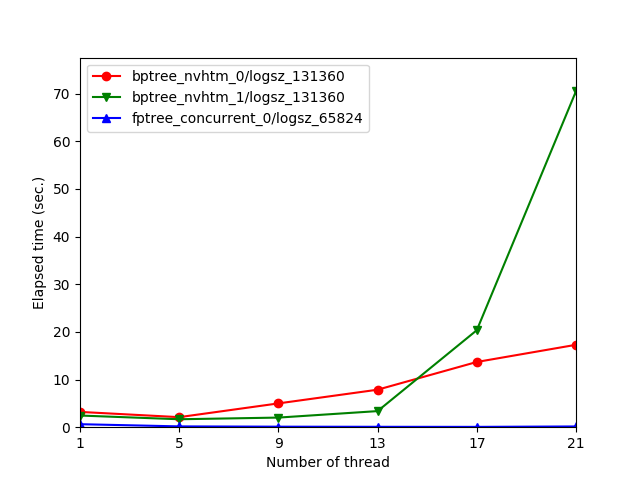 bptree_nvhtm_0/logsz_131360
bptree_nvhtm_1/logsz_131360
fptree_concurrent_0/logsz_65824
70
60
50
40
30
20
10
0
Elapsed time (sec.)
1 5 9 13 17 21
Number of thread